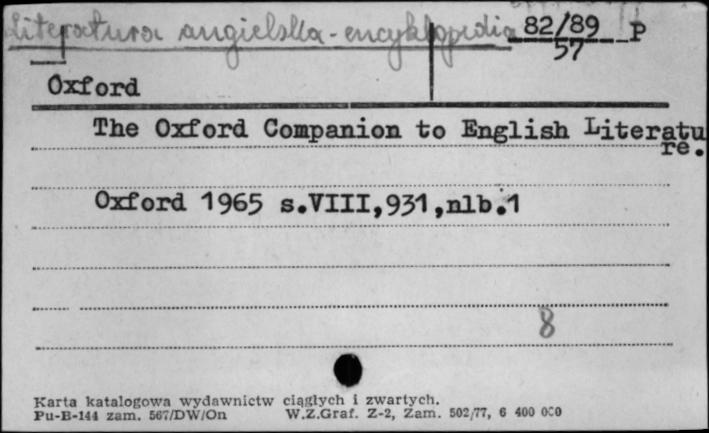 Literatura angielska - encyklopedia 82/89 P
57
Oxford
The Oxford Companion to English Literatu
re.
Oxford 1965 s.VIII,931,nlb.1
8
Karta katalogowa wydawnictw ciągłych i zwartych.
Pu-B-144 zam. 567/DW/On W.Z.Graf. Z-2, Zam. 502/77, 6 400 000